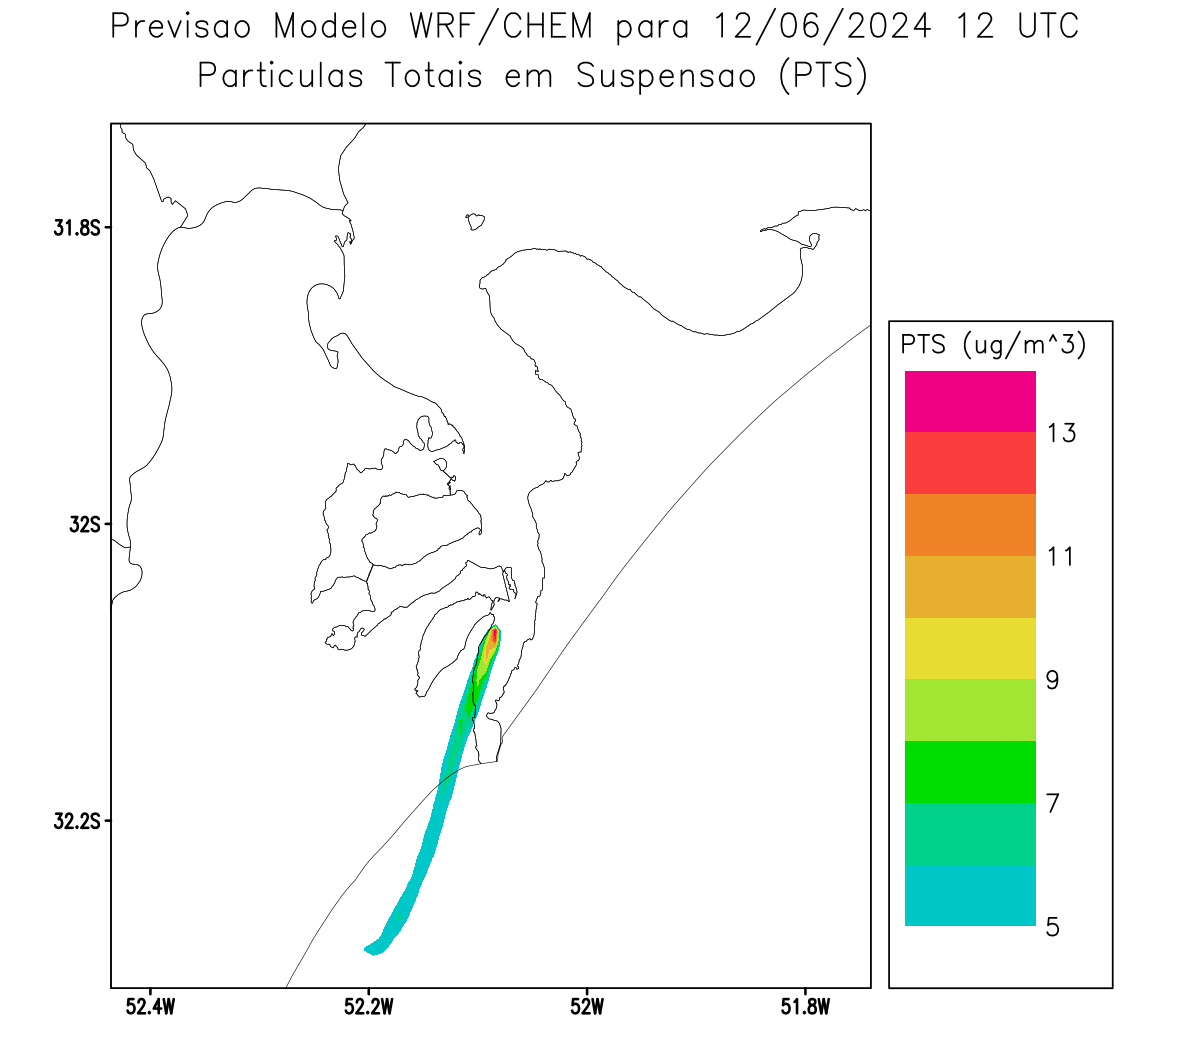 Previsao Modelo WRF/CHEM para 12/06/2024 12 UTC
Particulas Totais em Suspensao (PTS)
31.8S
32S
32.2S
52.4W
52.2W
52W
51.8W
PTS (ug/m^3)
13
11
9
7
5